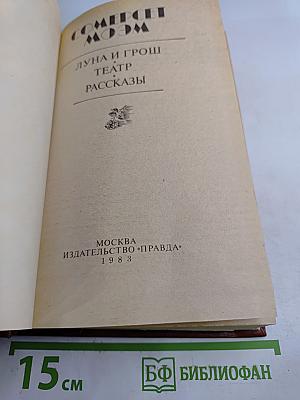 СОМЕРСЕТ
МОЭМ
ЛУНА И ГРОШ
ТЕАТР
РАССКАЗЫ
МОСКВА
ИЗДАТЕЛЬСТВО «ПРАВДА»
1983
15 см
БФ БИБЛИОФАН